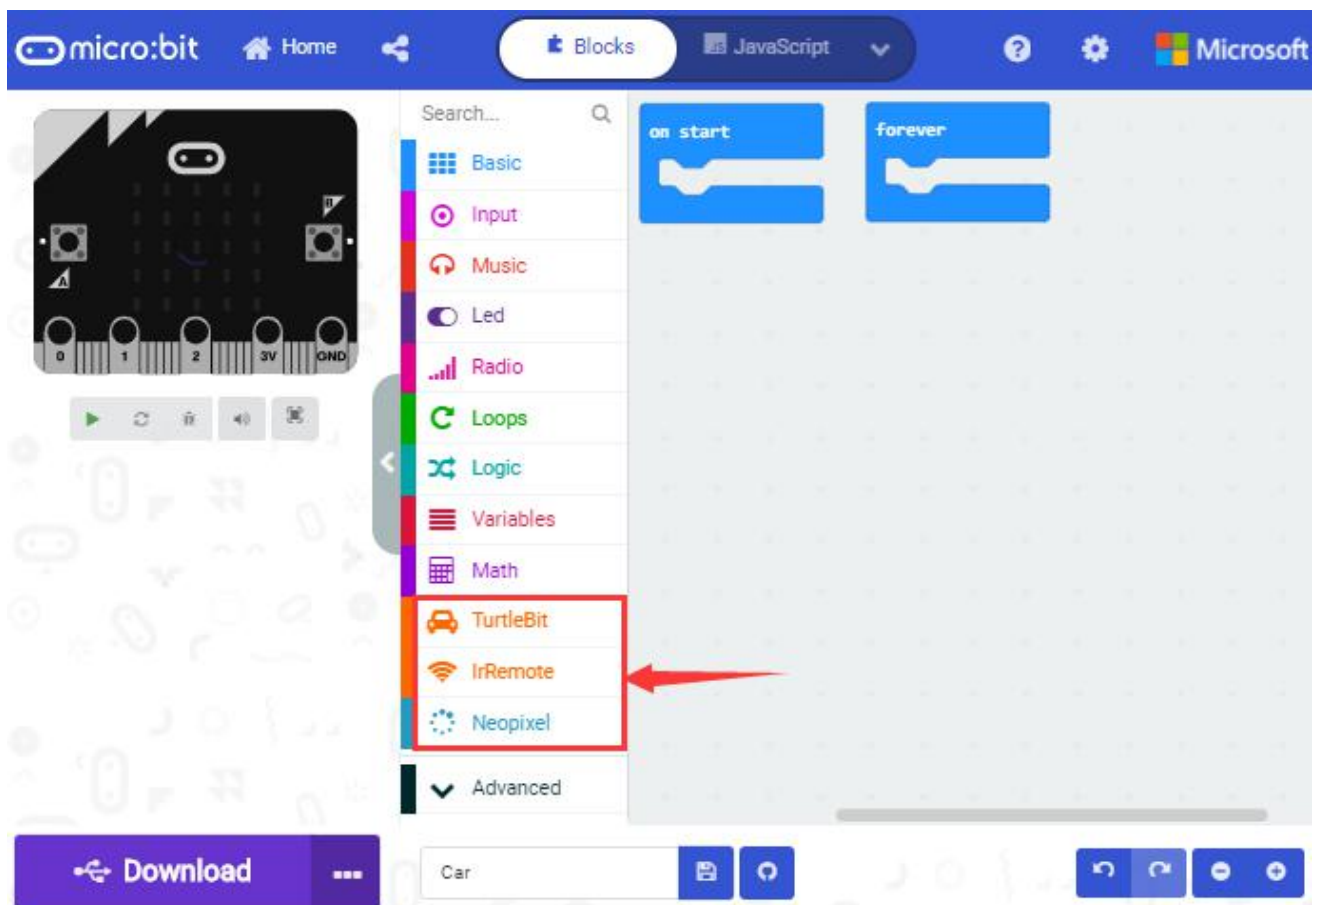 micro:bit Home Blocks JavaScript Microsoft
Search...
on start
forever
Basic
Input
Music
Led
Radio
Loops
Logic
Variables
Math
TurtleBit
IrRemote
Neopixel
Advanced
B
A
0 1 2 3V GND
Download
Car